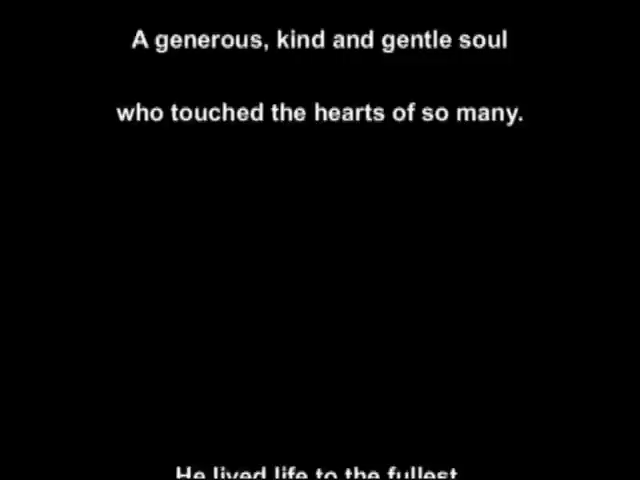 A generous, kind and gentle soul
who touched the hearts of so many.
He lived life to the fullest